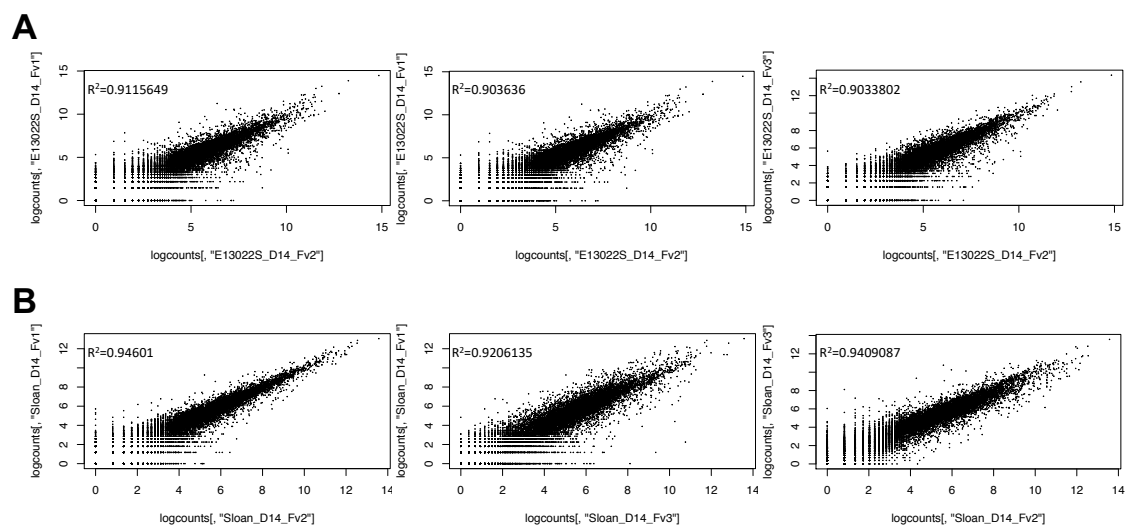 A
logcounts[, "E13022S_D14_Fv1"]
15
10
5
0
R²=0.9115649
0 5 10 15
logcounts[, "E13022S_D14_Fv2"]
logcounts[, "E13022S_D14_Fv1"]
15
10
5
0
R²=0.903636
0 5 10 15
logcounts[, "E13022S_D14_Fv2"]
logcounts[, "E13022S_D14_Fv3"]
12
8
6
4
2
0
R²=0.9033802
0 5 10 15
logcounts[, "E13022S_D14_Fv2"]
B
logcounts[, "Sloan_D14_Fv1"]
12
8
6
4
2
0
R²=0.94601
0 2 4 6 8 10 12 14
logcounts[, "Sloan_D14_Fv2"]
logcounts[, "Sloan_D14_Fv1"]
12
8
6
4
2
0
R²=0.9206135
0 2 4 6 8 10 12 14
logcounts[, "Sloan_D14_Fv3"]
logcounts[, "Sloan_D14_Fv3"]
12
8
6
4
2
0
R²=0.9409087
0 2 4 6 8 10 12 14
logcounts[, "Sloan_D14_Fv2"]